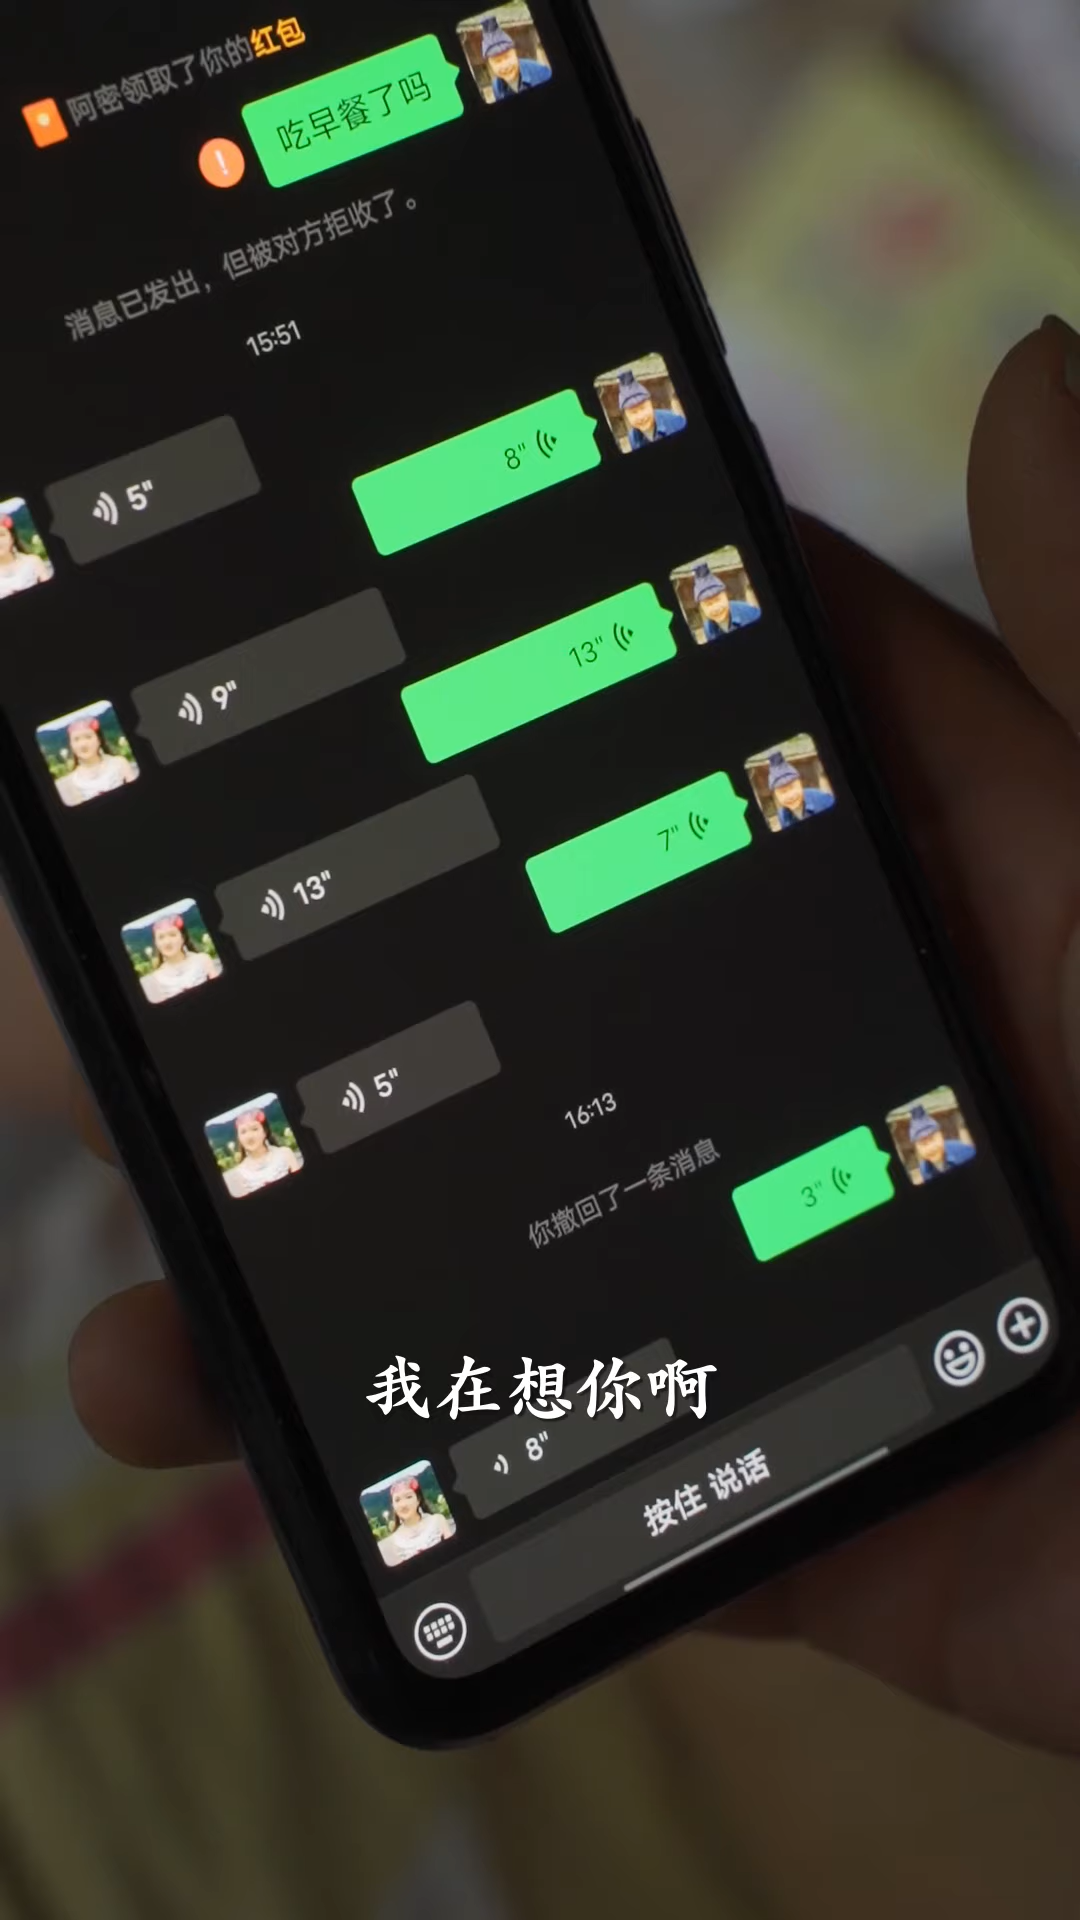 阿密领取了你的红包
吃早餐了吗
消息已发出，但被对方拒收了。
15:51
5"
8"
9"
13"
13"
7"
5"
16:13
你撤回了一条消息
3"
我在想你啊
8"
按住 说话